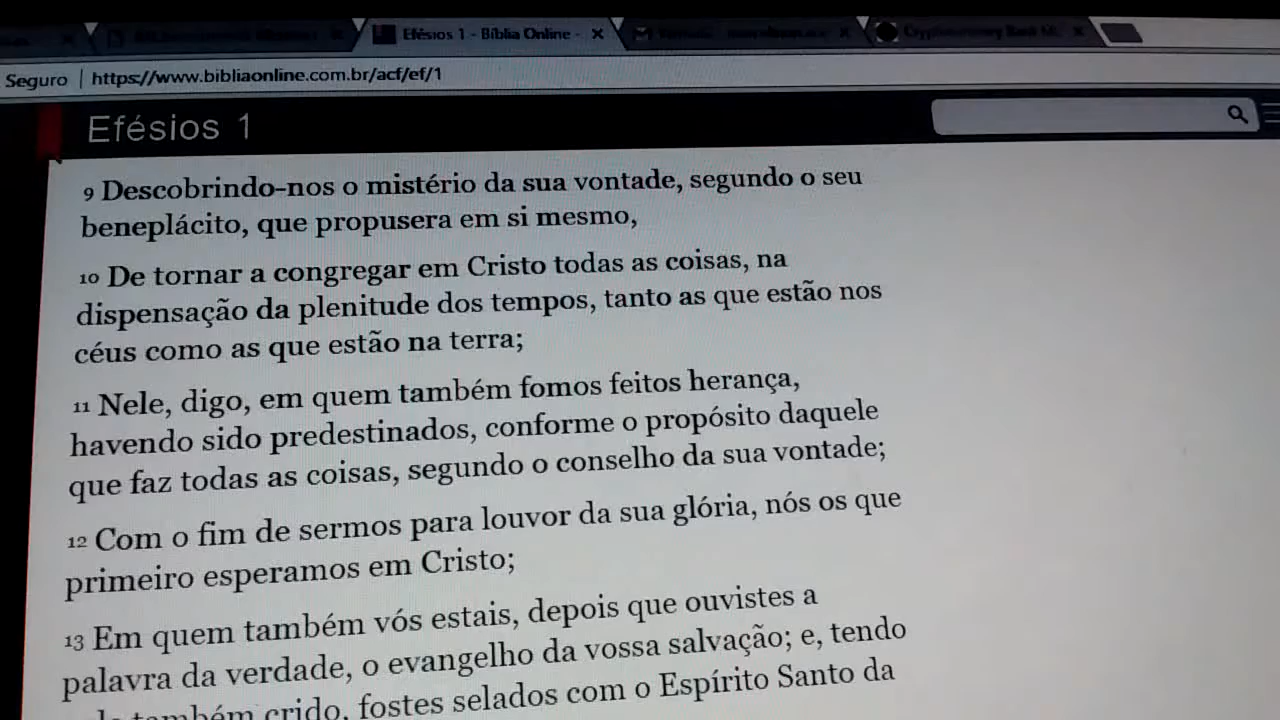 Efésios 1 - Bíblia Online -
Seguro | https://www.bibliaonline.com.br/acf/ef/1
Efésios 1
9 Descobrindo-nos o mistério da sua vontade, segundo o seu
beneplácito, que propusera em si mesmo,
10 De tornar a congregar em Cristo todas as coisas, na
dispensação da plenitude dos tempos, tanto as que estão nos
céus como as que estão na terra;
11 Nele, digo, em quem também fomos feitos herança,
havendo sido predestinados, conforme o propósito daquele
que faz todas as coisas, segundo o conselho da sua vontade;
12 Com o fim de sermos para louvor da sua glória, nós os que
primeiro esperamos em Cristo;
13 Em quem também vós estais, depois que ouvistes a
palavra da verdade, o evangelho da vossa salvação; e, tendo
também crido, fostes selados com o Espírito Santo da